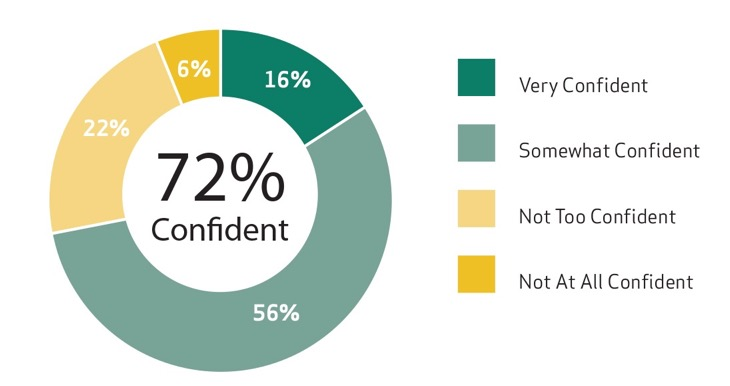 6%
16%
Very Confident
22%
Somewhat Confident
72%
Confident
Not Too Confident
Not At All Confident
56%